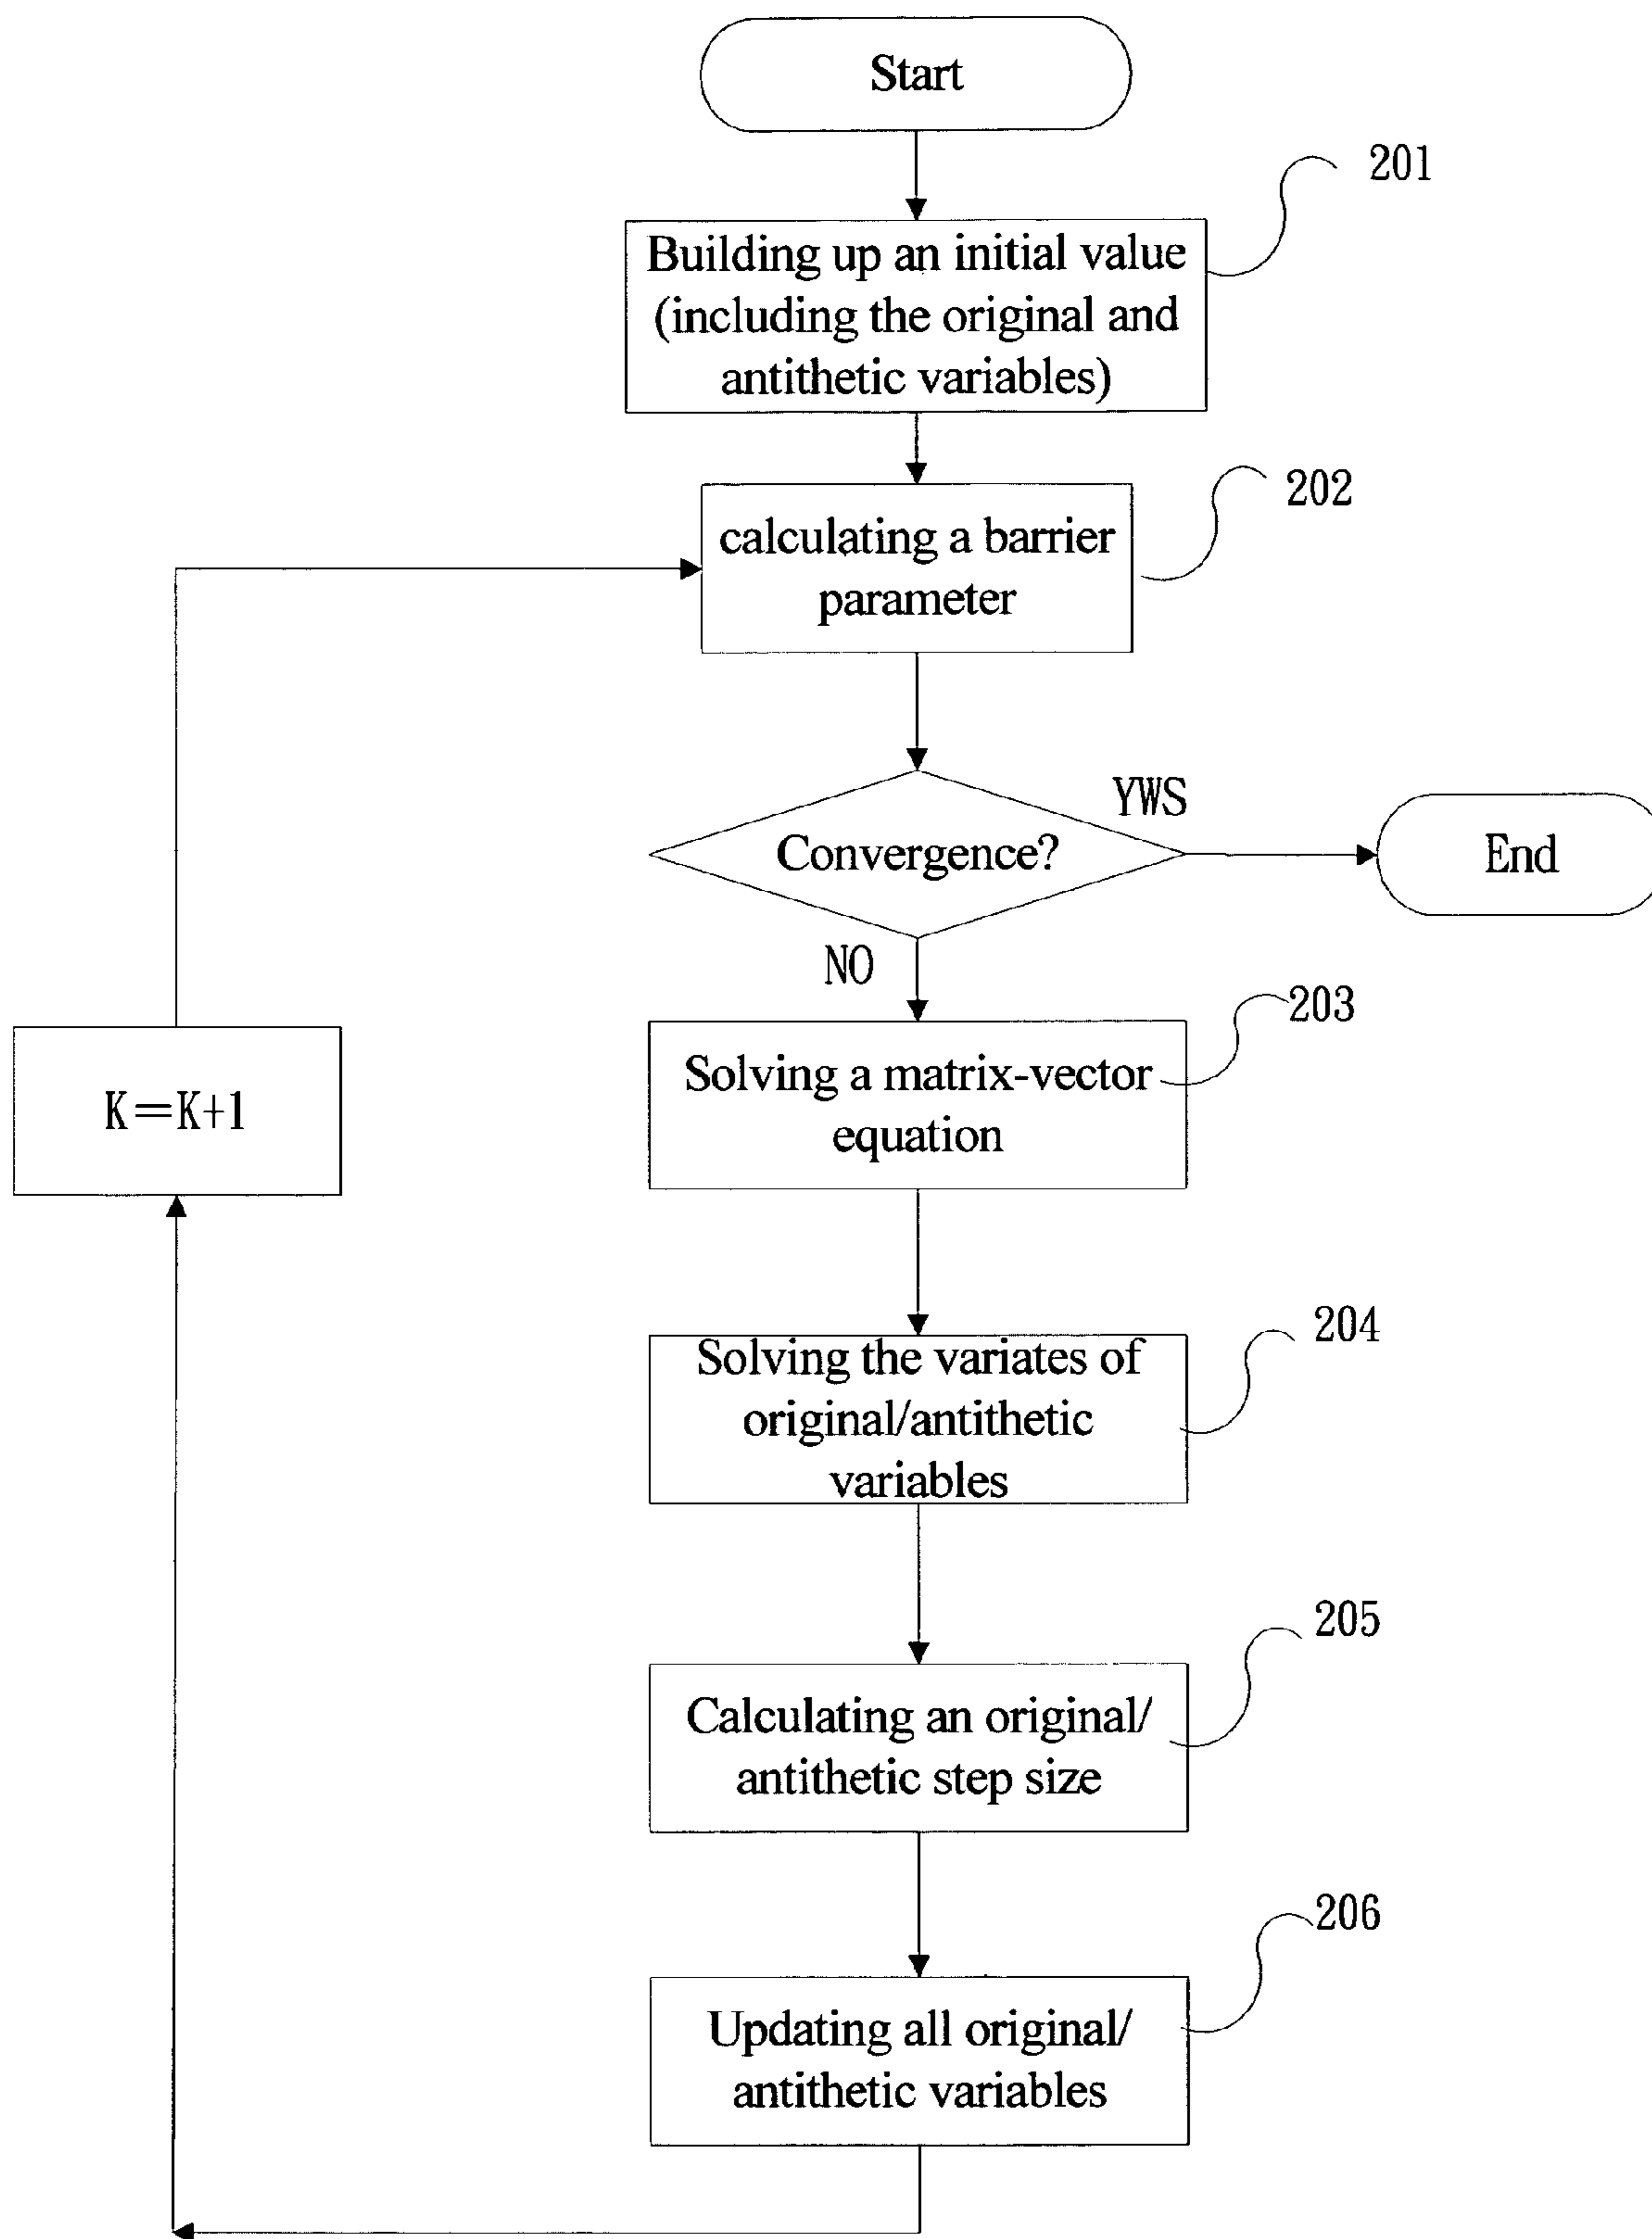 Start
201
Building up an initial value
(including the original and
antithetic variables)
202
calculating a barrier
parameter
YWS
Convergence?
End
NO
203
Solving a matrix-vector
equation
K=K+1
204
Solving the variates of
original/antithetic
variables
205
Calculating an original/
antithetic step size
206
Updating all original/
antithetic variables